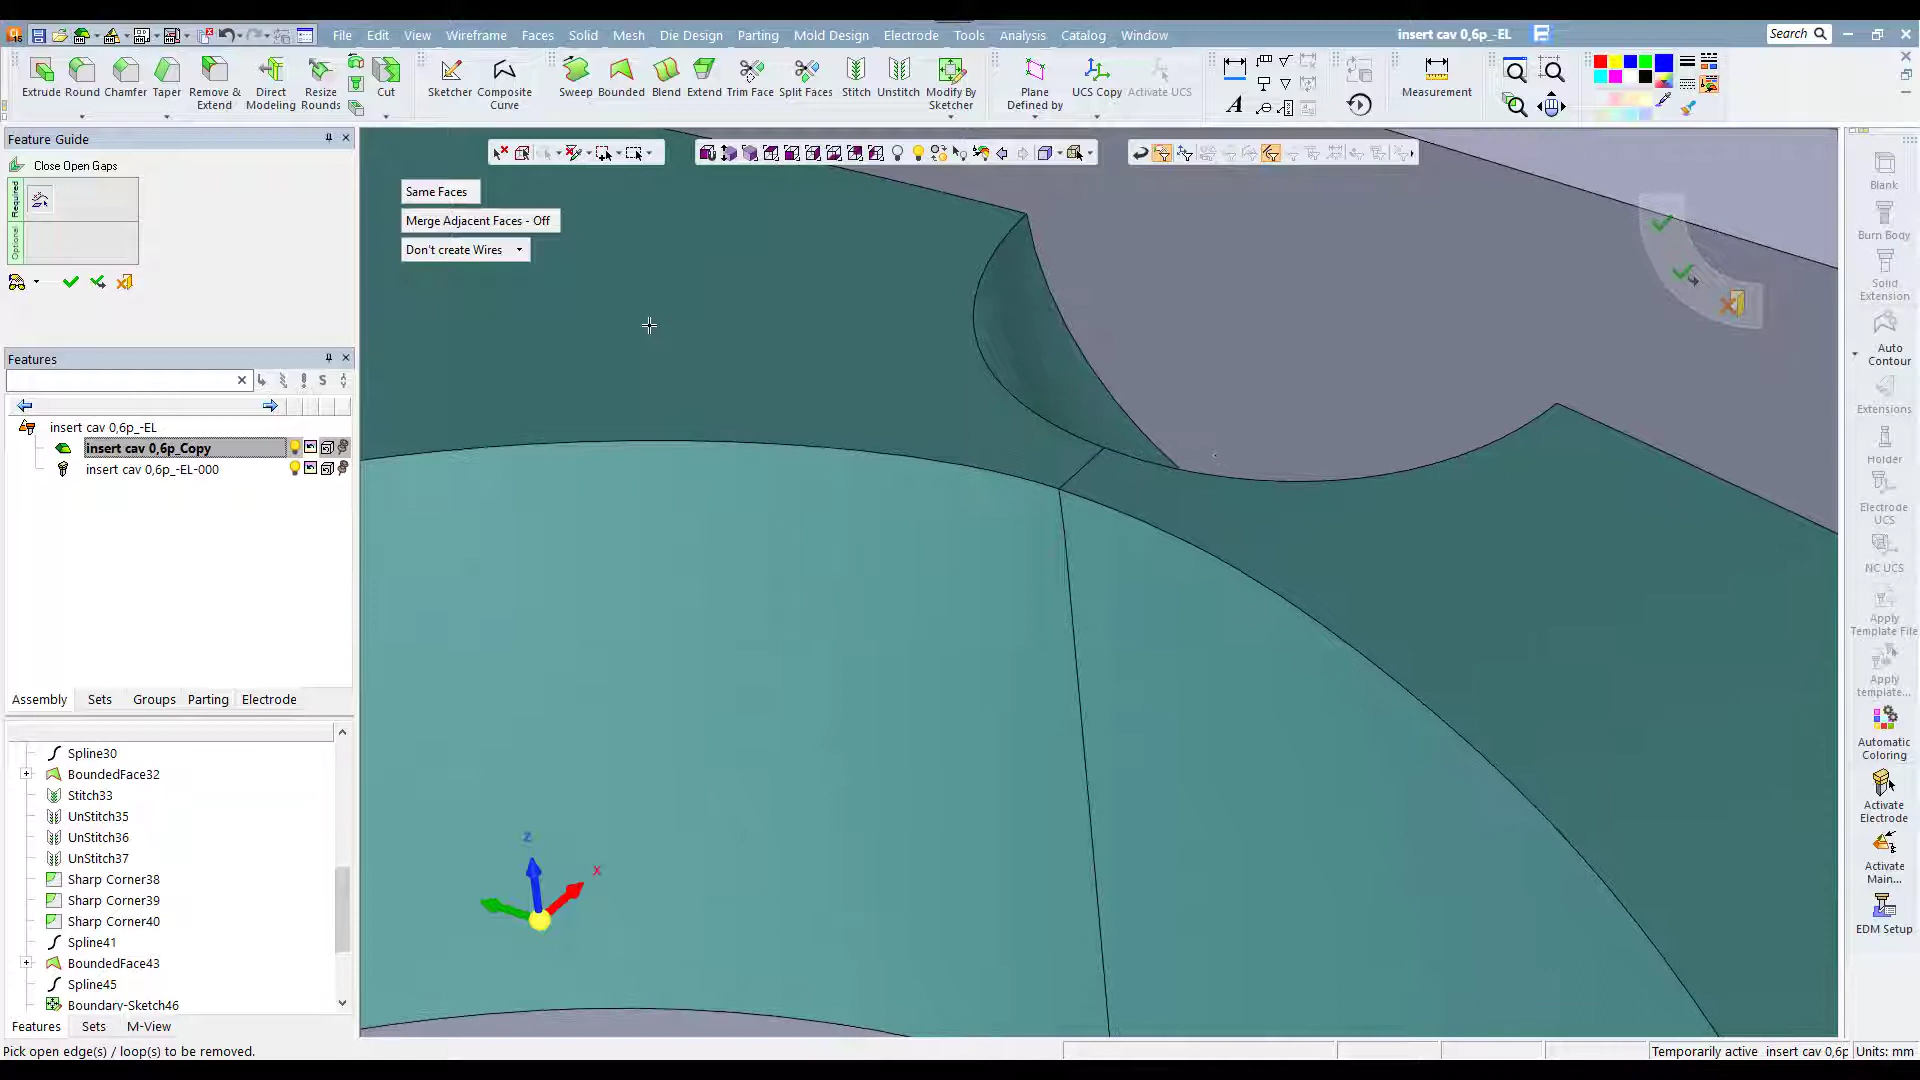 File Edit View Wireframe Faces Solid Mesh Die Design Parting Mold Design Electrode Tools Analysis Catalog Window
insert cav 0,6p_-EL
Search
15
Extrude Round Chamfer Taper Remove & Extend Direct Modeling Resize Rounds Cut
Sketcher Composite Curve
Sweep Bounded Blend Extend Trim Face Split Faces Stitch Unstitch Modify By Sketcher
Plane Defined by UCS Copy Activate UCS
A
Measurement
Feature Guide
Close Open Gaps
Required
Optional
Same Faces
Merge Adjacent Faces - Off
Don't create Wires
Features
S
insert cav 0,6p_-EL
insert cav 0,6p_Copy
insert cav 0,6p_-EL-000
Assembly Sets Groups Parting Electrode
Spline30
BoundedFace32
Stitch33
UnStitch35
UnStitch36
UnStitch37
Sharp Corner38
Sharp Corner39
Sharp Corner40
Spline41
BoundedFace43
Spline45
Boundary-Sketch46
Features Sets M-View
Z
X
Blank
Burn Body
Solid Extension
Auto Contour
Extensions
Holder
Electrode UCS
NC UCS
Apply Template File
Apply template...
Automatic Coloring
Activate Electrode
Activate Main...
EDM Setup
Pick open edge(s) / loop(s) to be removed.
Temporarily active insert cav 0,6p
Units: mm